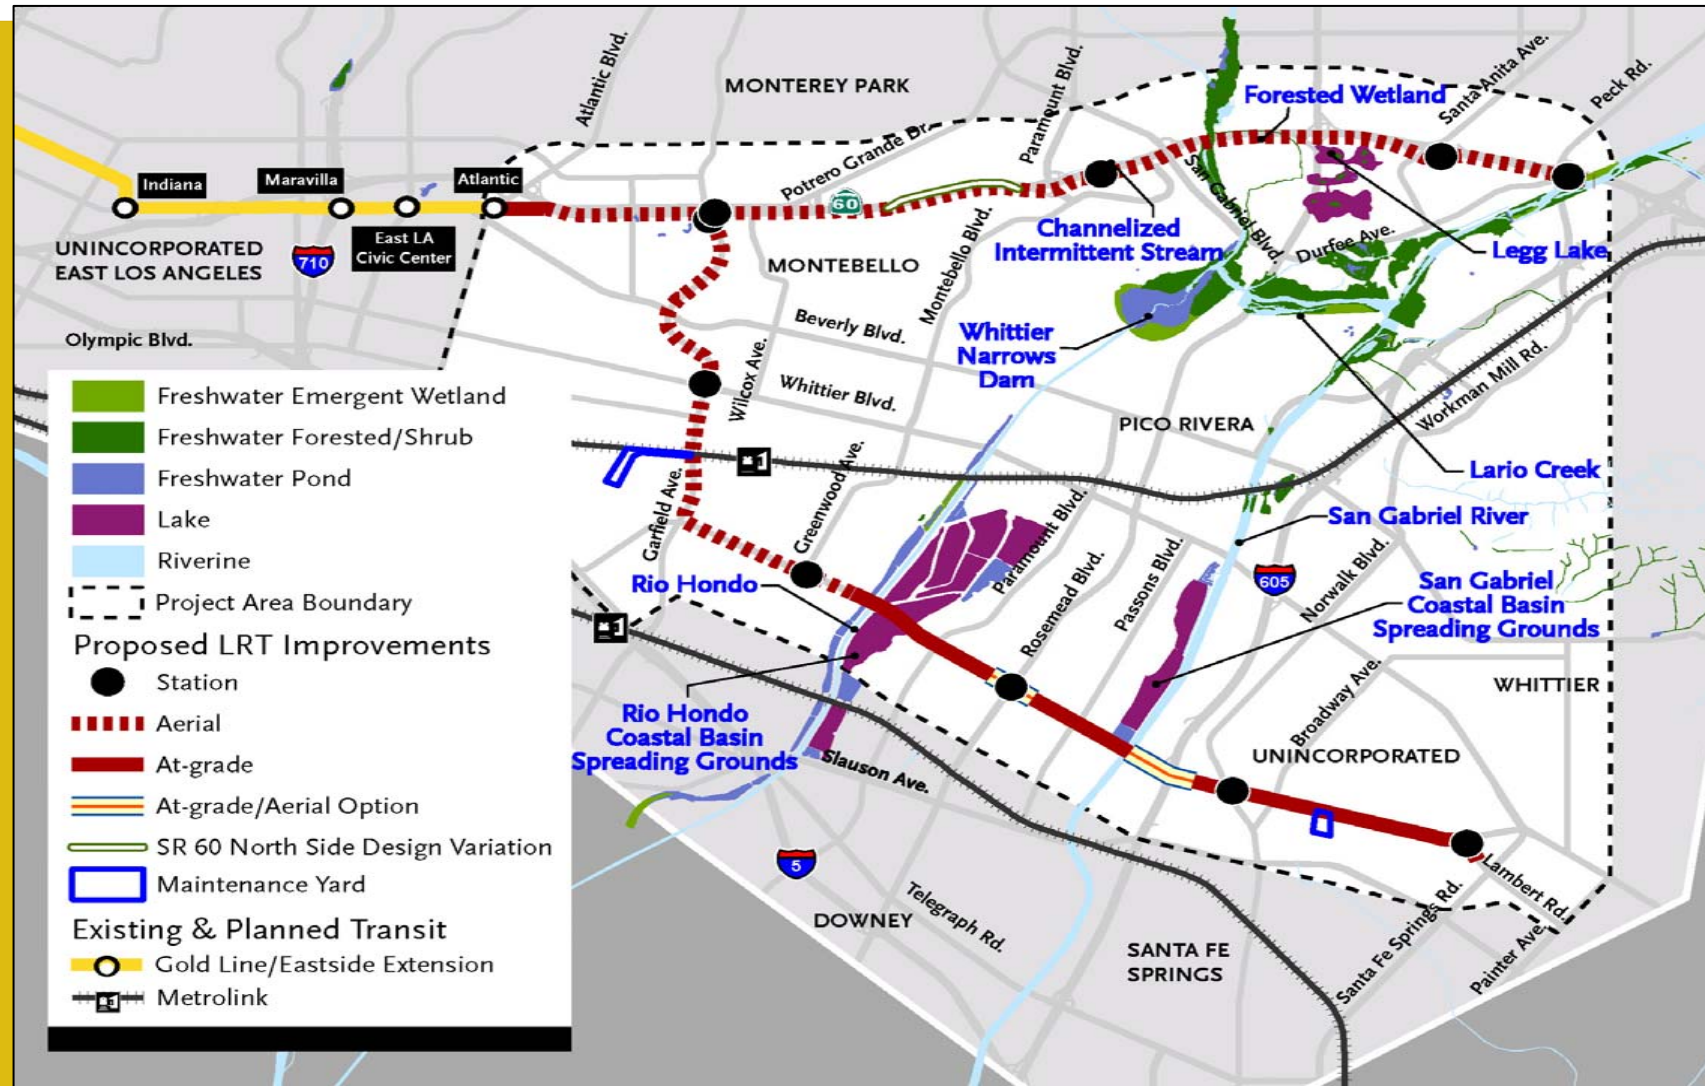 MONTEREY PARK
Atlantic Blvd.
Paramount Blvd.
Santa Anita Ave.
Peck Rd.
Forested Wetland
Potrero Grande Dr.
San Gabriel Blvd.
Indiana
Maravilla
Atlantic
60
East LA
Civic Center
UNINCORPORATED
EAST LOS ANGELES
710
MONTEBELLO
Montebello Blvd.
Channelized
Intermittent Stream
Durfee Ave.
Legg Lake
Olympic Blvd.
Beverly Blvd.
Wilcox Ave.
Whittier Blvd.
Whittier
Narrows
Dam
Workman Mill Rd.
PICO RIVERA
Lario Creek
Garfield Ave.
Greenwood Ave.
San Gabriel River
Paramount Blvd.
Rosemead Blvd.
Passons Blvd.
605
Norwalk Blvd.
Rio Hondo
San Gabriel
Coastal Basin
Spreading Grounds
Broadway Ave.
WHITTIER
Rio Hondo
Coastal Basin
Spreading Grounds
Slauson Ave.
UNINCORPORATED
5
Telegraph Rd.
DOWNEY
SANTA FE
SPRINGS
Santa Fe Springs Rd.
Lambert Rd.
Painter Ave.
Freshwater Emergent Wetland
Freshwater Forested/Shrub
Freshwater Pond
Lake
Riverine
Project Area Boundary
Proposed LRT Improvements
Station
Aerial
At-grade
At-grade/Aerial Option
SR 60 North Side Design Variation
Maintenance Yard
Existing & Planned Transit
Gold Line/Eastside Extension
Metrolink